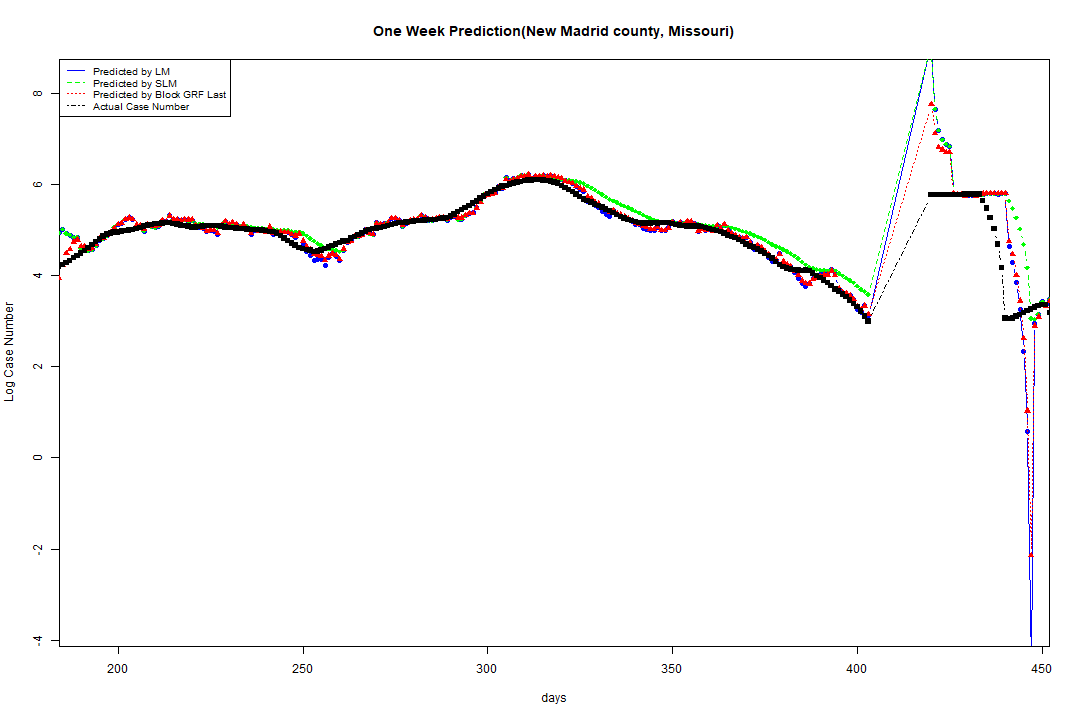 One Week Prediction(New Madrid county, Missouri)
Predicted by LM
Predicted by SLM
Predicted by Block GRF Last
Actual Case Number
8
6
4
2
0
-2
-4
Log Case Number
200 250 300 350 400 450
days